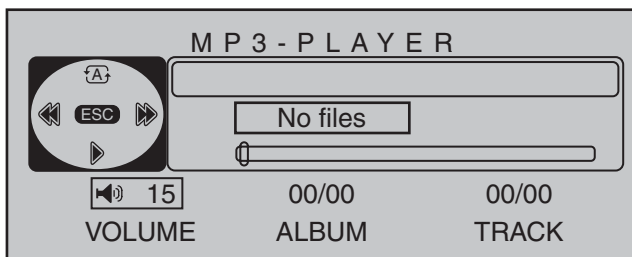 MP3-PLAYER
A
ESC
No files
15 00/00 00/00
VOLUME ALBUM TRACK